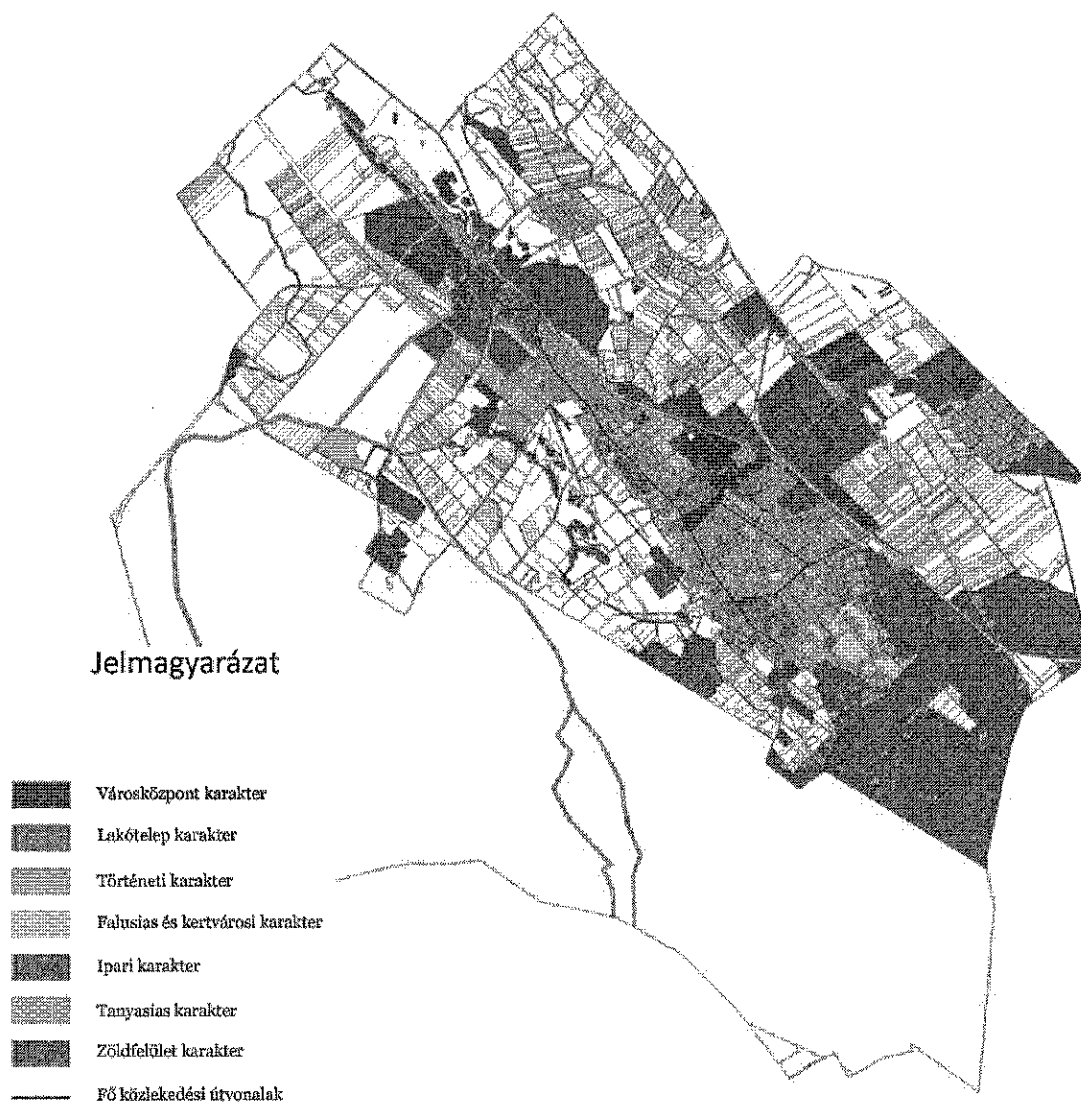 Jelmagyarázat
Városközpont karakter
Lakótelep karakter
Történeti karakter
Falusias és kertvárosi karakter
Ipari karakter
Tanyasias karakter
Zöldfelület karakter
Fő közlekedési útvonalak